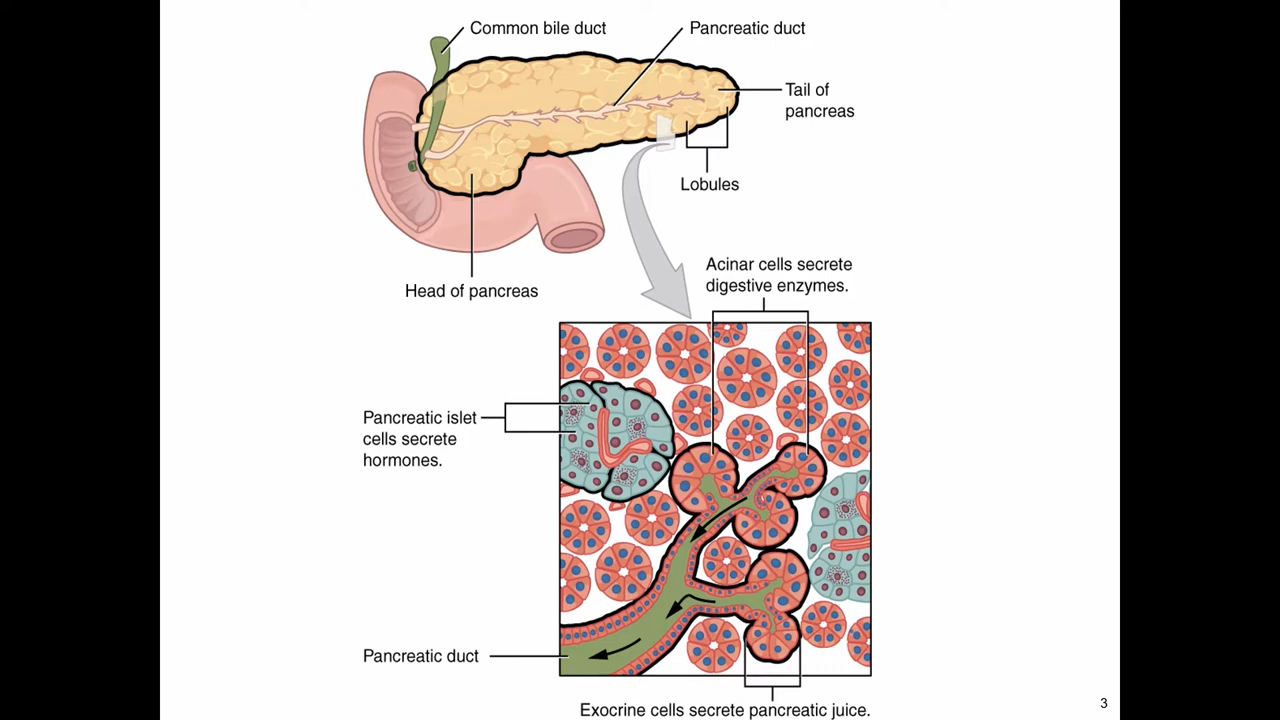 Common bile duct
Pancreatic duct
Tail of
pancreas
Lobules
Head of pancreas
Acinar cells secrete
digestive enzymes.
Pancreatic islet
cells secrete
hormones.
Pancreatic duct
Exocrine cells secrete pancreatic juice.
3